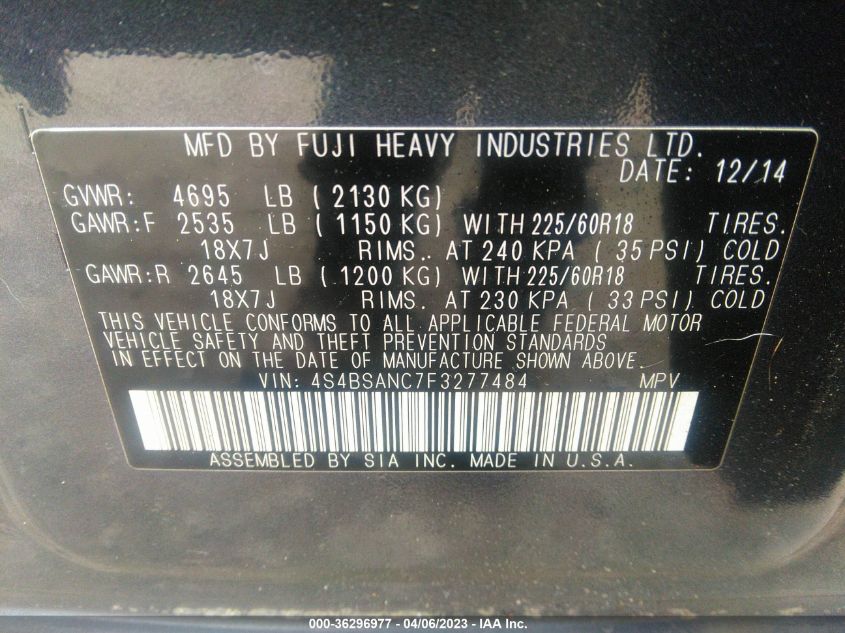 MFD BY FUJI HEAVY INDUSTRIES LTD.
DATE: 12/14
GVWR: 4695 LB ( 2130 KG)
GAWR:F 2535 LB ( 1150 KG) WITH 225/60R18 TIRES.
18X7J RIMS. AT 240 KPA ( 35 PSI) COLD
GAWR:R 2645 LB ( 1200 KG) WITH 225/60R18 TIRES.
18X7J RIMS. AT 230 KPA ( 33 PSI) COLD
THIS VEHICLE CONFORMS TO ALL APPLICABLE FEDERAL MOTOR
VEHICLE SAFETY AND THEFT PREVENTION STANDARDS
IN EFFECT ON THE DATE OF MANUFACTURE SHOWN ABOVE.
VIN: 4S4BSANC7F3277484 MPV
ASSEMBLED BY SIA INC. MADE IN U.S.A.
000-36296977 - 04/06/2023 - IAA Inc.